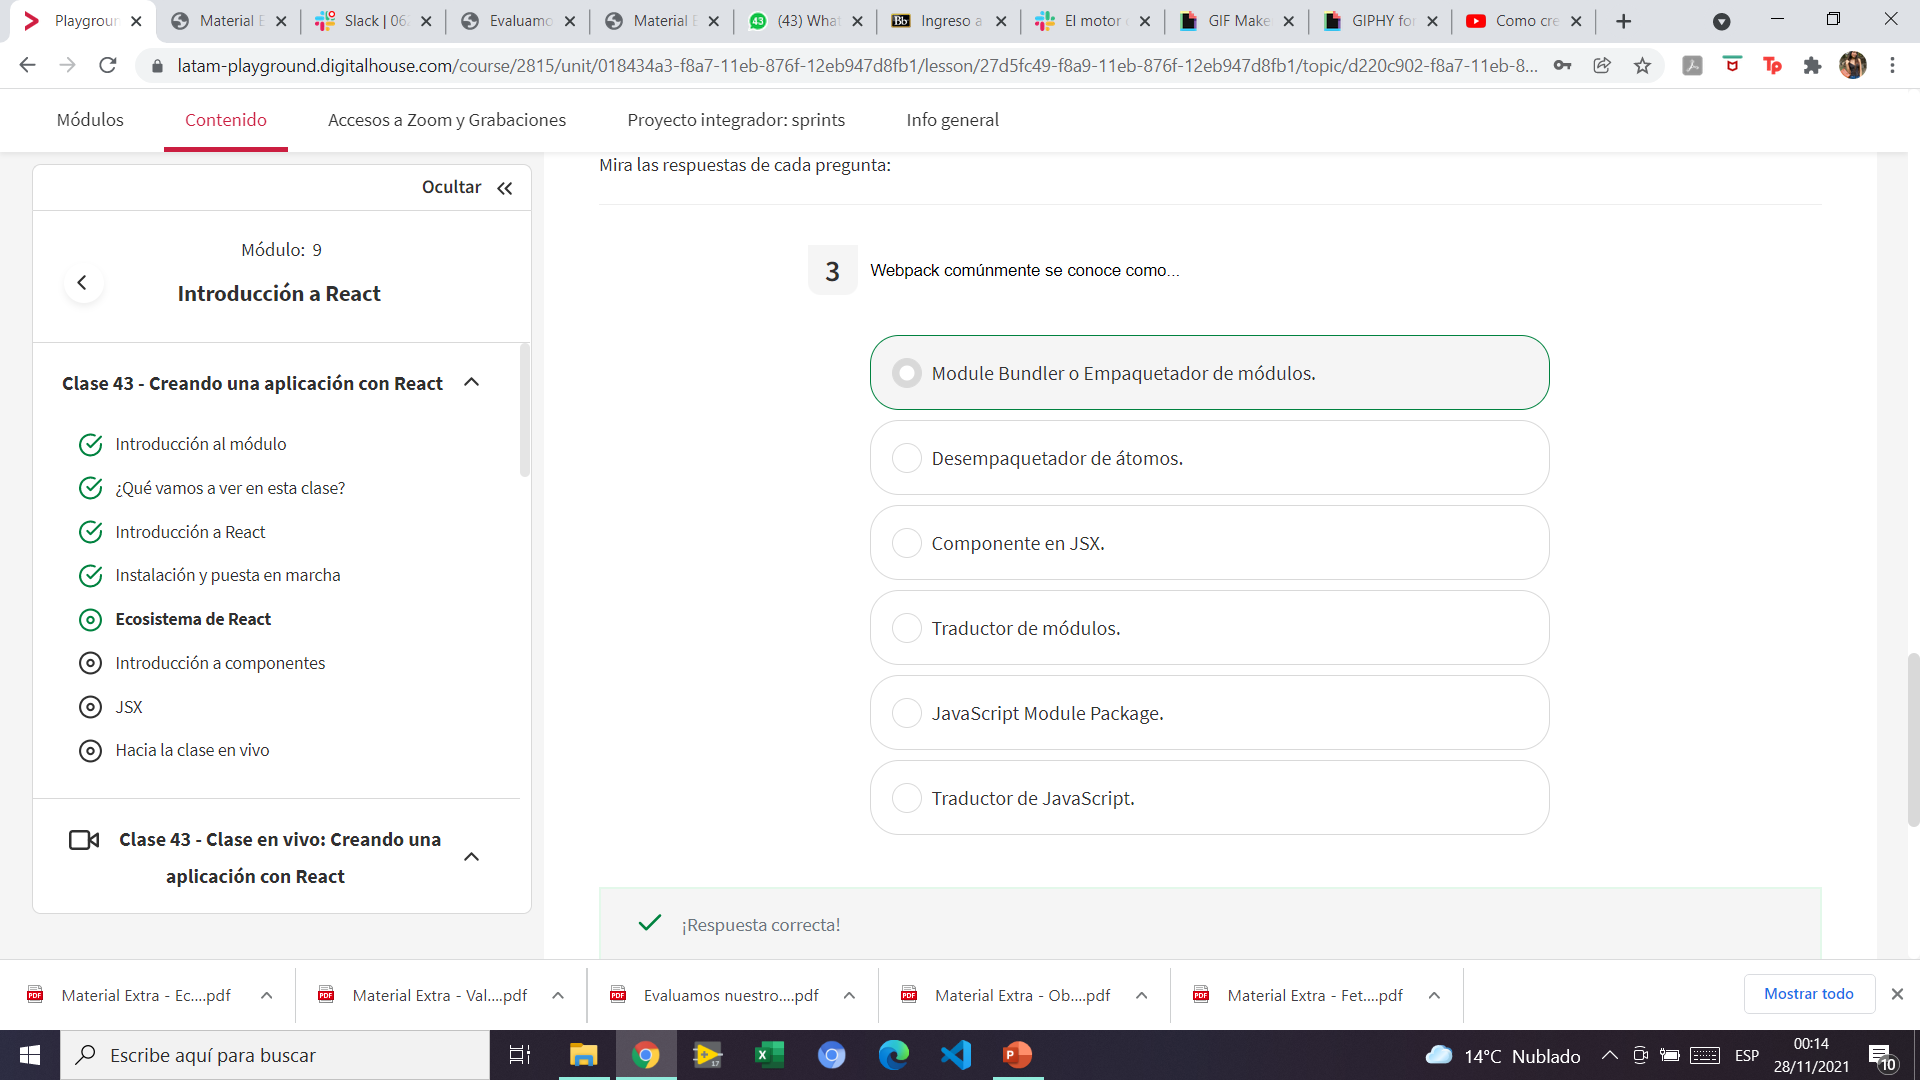 Playgroun
Material E
Slack | 062
Evaluamo
Material E
(43) What
Ingreso a
El motor
GIF Make
GIPHY for
Como cre
latam-playground.digitalhouse.com/course/2815/unit/018434a3-f8a7-11eb-876f-12eb947d8fb1/lesson/27d5fc49-f8a9-11eb-876f-12eb947d8fb1/topic/d220c902-f8a7-11eb-8...
Módulos
Contenido
Accesos a Zoom y Grabaciones
Proyecto integrador: sprints
Info general
Ocultar
Módulo: 9
Introducción a React
Clase 43 - Creando una aplicación con React
Introducción al módulo
¿Qué vamos a ver en esta clase?
Introducción a React
Instalación y puesta en marcha
Ecosistema de React
Introducción a componentes
JSX
Hacia la clase en vivo
Clase 43 - Clase en vivo: Creando una
aplicación con React
Mira las respuestas de cada pregunta:
3
Webpack comúnmente se conoce como...
Module Bundler o Empaquetador de módulos.
Desempaquetador de átomos.
Componente en JSX.
Traductor de módulos.
JavaScript Module Package.
Traductor de JavaScript.
¡Respuesta correcta!
Material Extra - Ec....pdf
Material Extra - Val....pdf
Evaluamos nuestro....pdf
Material Extra - Ob....pdf
Material Extra - Fet....pdf
Mostrar todo
Escribe aquí para buscar
14°C Nublado
ESP
00:14
28/11/2021
10